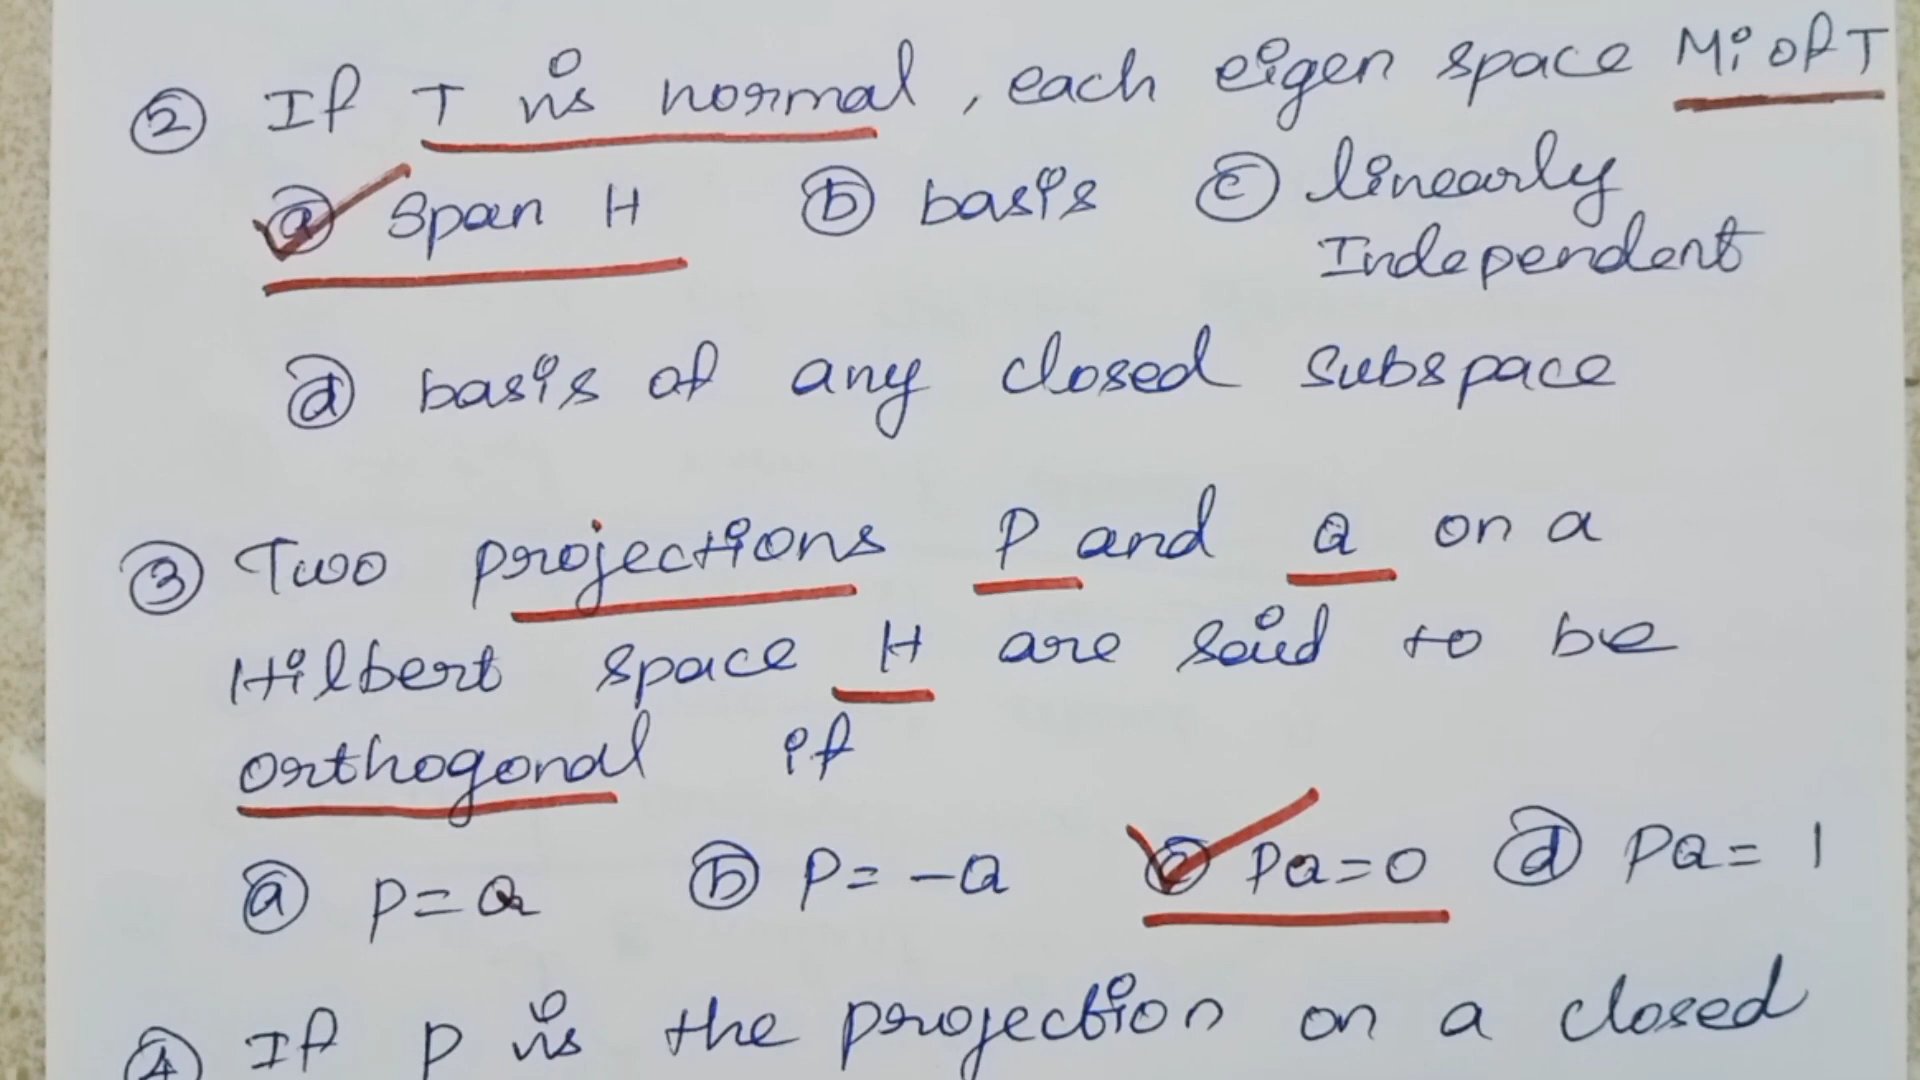 ② If T is normal, each eigen space Mi of T
ⓐ Span H ⓑ basis ⓒ linearly
Independent
ⓓ basis of any closed subspace
③ Two projections P and Q on a
Hilbert space H are said to be
orthogonal if
ⓐ P=Q ⓑ P=-Q ⓒ PQ=0 ⓓ PQ=1
④ If P is the projection on a closed